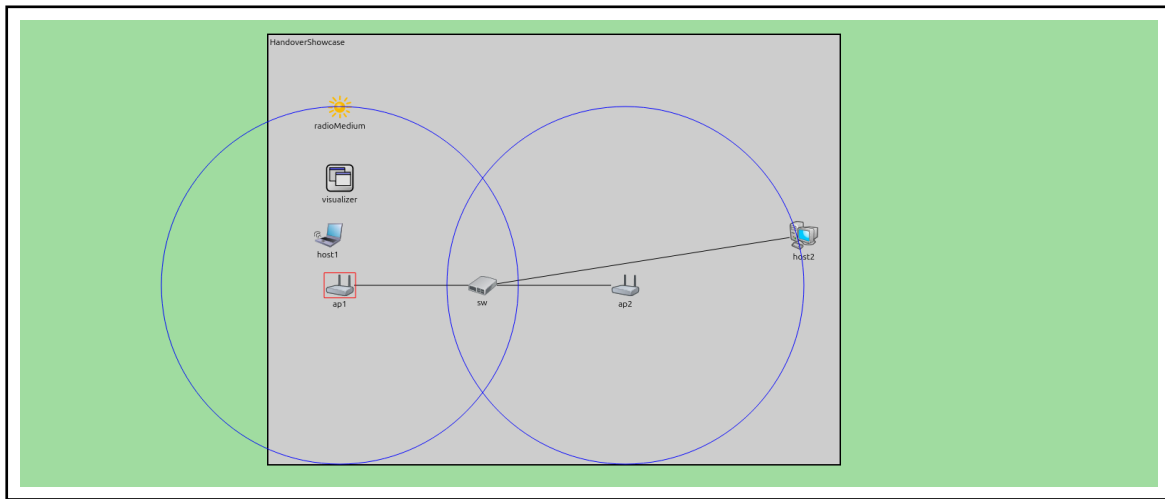 HandoverShowcase
radioMedium
visualizer
host1
host2
ap1
sw
ap2